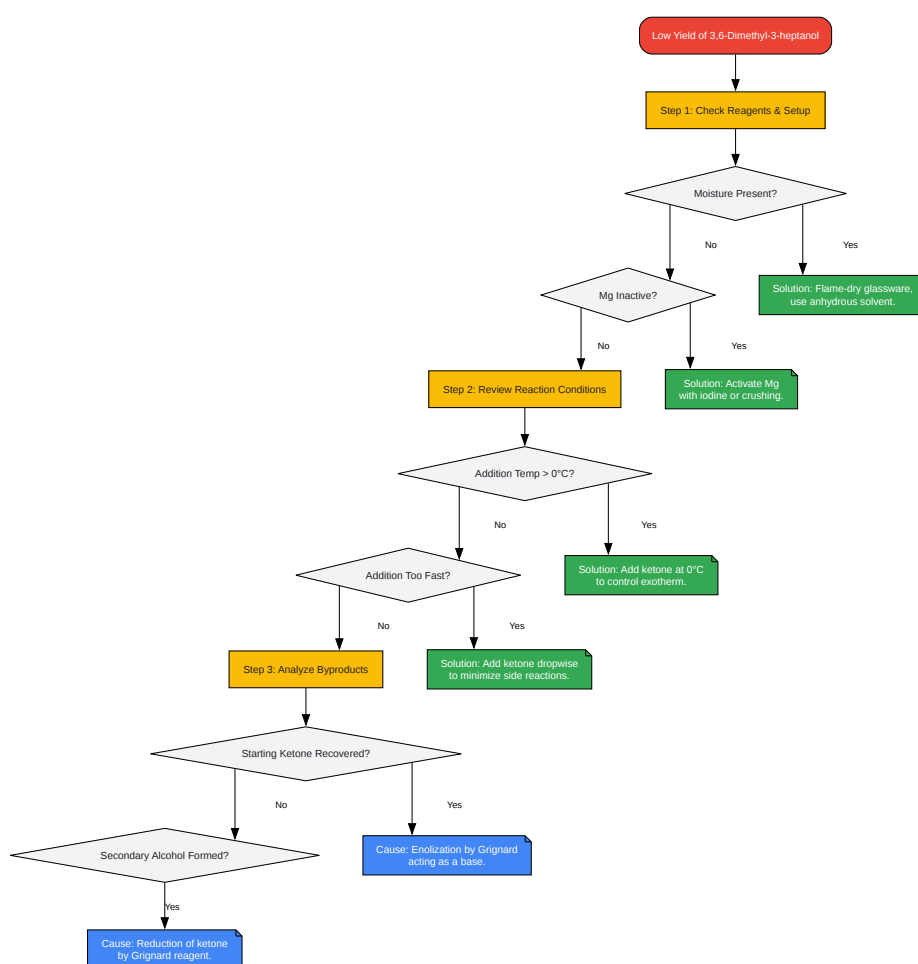 Low Yield of 3,6-Dimethyl-3-heptanol
Step 1: Check Reagents & Setup
Moisture Present?
No
Yes
Solution: Flame-dry glassware,
use anhydrous solvent.
Mg Inactive?
No
Yes
Step 2: Review Reaction Conditions
Solution: Activate Mg
with iodine or crushing.
Addition Temp > 0°C?
No
Yes
Solution: Add ketone at 0°C
to control exotherm.
Addition Too Fast?
No
Yes
Step 3: Analyze Byproducts
Solution: Add ketone dropwise
to minimize side reactions.
Starting Ketone Recovered?
No
Yes
Cause: Enolization by Grignard
acting as a base.
Secondary Alcohol Formed?
Yes
Cause: Reduction of ketone
by Grignard reagent.